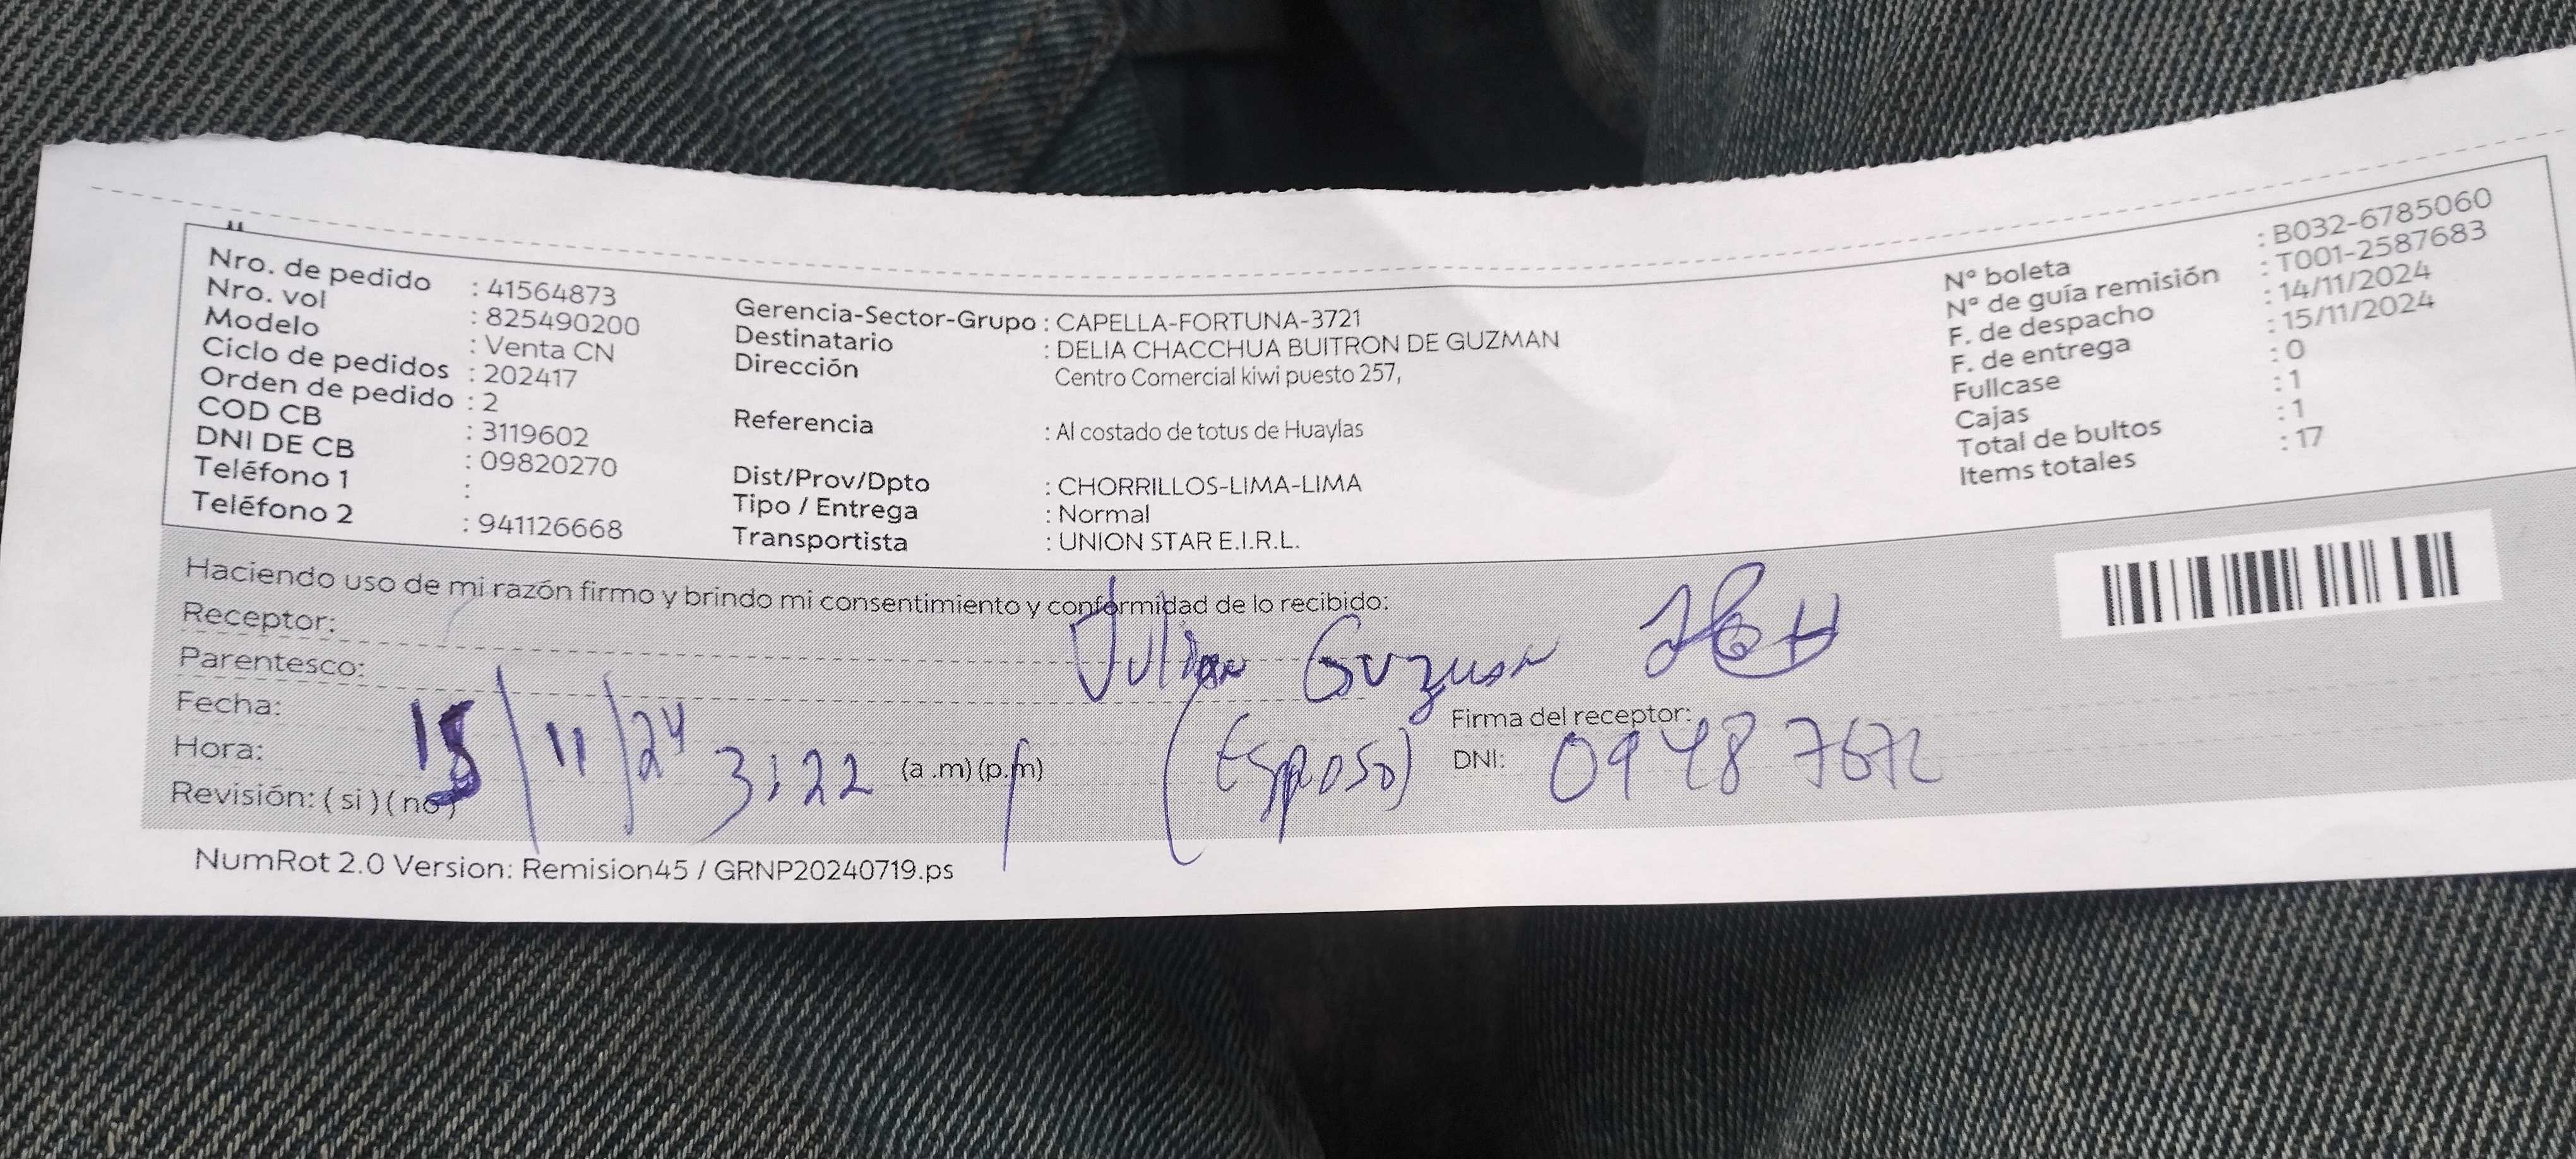 Nro. de pedido : 41564873
Nro. vol : 825490200
Modelo : Venta CN
Ciclo de pedidos : 202417
Orden de pedido : 2
COD CB : 3119602
DNI DE CB : 09820270
Teléfono 1 :
Teléfono 2 : 941126668
Gerencia-Sector-Grupo : CAPELLA-FORTUNA-3721
Destinatario : DELIA CHACCHUA BUITRON DE GUZMAN
Dirección Centro Comercial kiwi puesto 257,
Referencia : Al costado de totus de Huaylas
Dist/Prov/Dpto : CHORRILLOS-LIMA-LIMA
Tipo / Entrega : Normal
Transportista : UNION STAR E.I.R.L.
N° boleta : B032-6785060
N° de guía remisión : T001-2587683
F. de despacho : 14/11/2024
F. de entrega : 15/11/2024
Fullcase : 0
Cajas : 1
Total de bultos : 1
Items totales : 17
Haciendo uso de mi razón firmo y brindo mi consentimiento y conformidad de lo recibido:
Receptor: Julian Guzman
Parentesco: (Esposo)
Fecha: 15/11/24
Hora: 3:22 (a .m) (p.m)
Revisión: ( si ) ( no )
Firma del receptor:
DNI: 09487672
NumRot 2.0 Version: Remision45 / GRNP20240719.ps